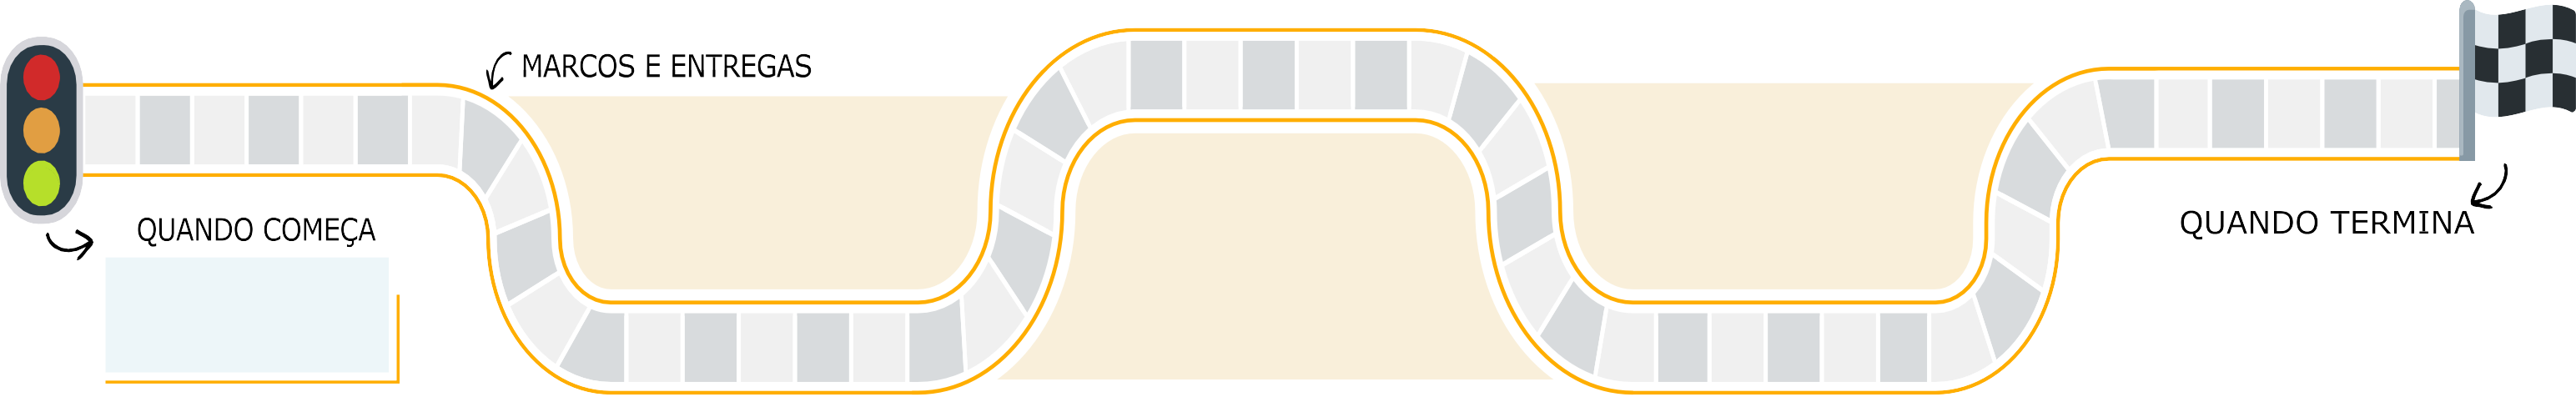 MARCOS E ENTREGAS
QUANDO COMEÇA
QUANDO TERMINA